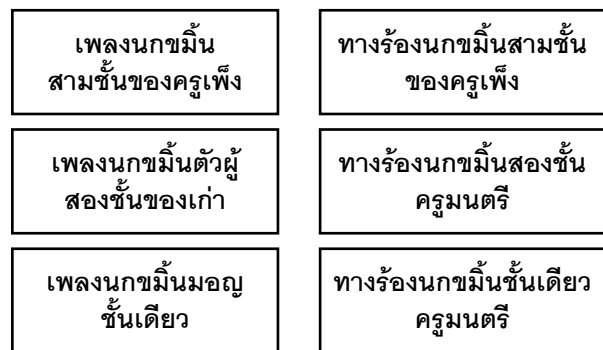 เพลงนกขมิ้น
สามชั้นของครูเพ็ง
ทางร้องนกขมิ้นสามชั้น
ของครูเพ็ง
เพลงนกขมิ้นตัวผู้
สองชั้นของเก่า
ทางร้องนกขมิ้นสองชั้น
ครูมนตรี
เพลงนกขมิ้นมอญ
ชั้นเดียว
ทางร้องนกขมิ้นชั้นเดียว
ครูมนตรี